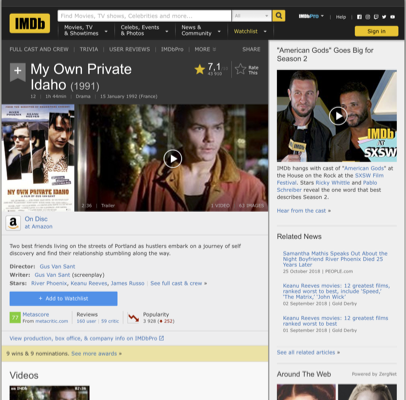 IMDb
Find Movies, TV shows, Celebrities and more...
All
IMDbPro
Help
Movies, TV
& Showtimes
Celebs, Events
& Photos
News &
Community
Watchlist
Sign in
FULL CAST AND CREW | TRIVIA | USER REVIEWS | IMDbPro | MORE
SHARE
My Own Private
Idaho (1991)
7,1
Rate
This
12 | 1h 44min | Drama | 15 January 1992 (France)
MY OWN PRIVATE IDAHO
2:36 | Trailer
1 VIDEO
62 IMAGES
On Disc
at Amazon
Two best friends living on the streets of Portland as hustlers embark on a journey of self
discovery and find their relationship stumbling along the way.
Director: Gus Van Sant
Writer: Gus Van Sant (screenplay)
Stars: River Phoenix, Keanu Reeves, James Russo | See full cast & crew »
+ Add to Watchlist
77
Metascore
From metacritic.com
Reviews
160 user | 59 critic
Popularity
3 928 ( 252)
View production, box office, & company info on IMDbPro
9 wins & 9 nominations. See more awards »
Videos
"American Gods" Goes Big for
Season 2
IMDb
at
SXSW
IMDb hangs with cast of "American Gods" at
the House on the Rock at the SXSW Film
Festival. Stars Ricky Whittle and Pablo
Schreiber reveal the one word that best
describes Season 2.
Hear from the cast »
Related News
Samantha Mathis Speaks Out About the
Night Boyfriend River Phoenix Died 25
Years Later
25 October 2018 | PEOPLE.com
Keanu Reeves movies: 12 greatest films
ranked worst to best, include 'Speed,'
'The Matrix,' 'John Wick'
02 September 2018 | Gold Derby
Keanu Reeves movies: 12 greatest films
ranked worst to best
01 September 2018 | Gold Derby
See all related articles »
Around The Web
Powered by ZergNet